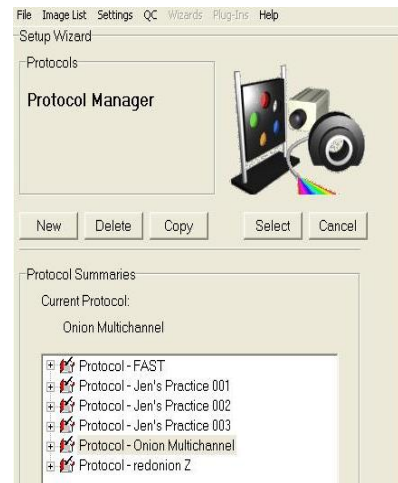 File Image List Settings QC Wizards Plug-Ins Help
Setup Wizard
Protocols
Protocol Manager
New Delete Copy Select Cancel
Protocol Summaries
Current Protocol:
Onion Multichannel
Protocol - FAST
Protocol - Jen's Practice 001
Protocol - Jen's Practice 002
Protocol - Jen's Practice 003
Protocol - Onion Multichannel
Protocol - redonion Z